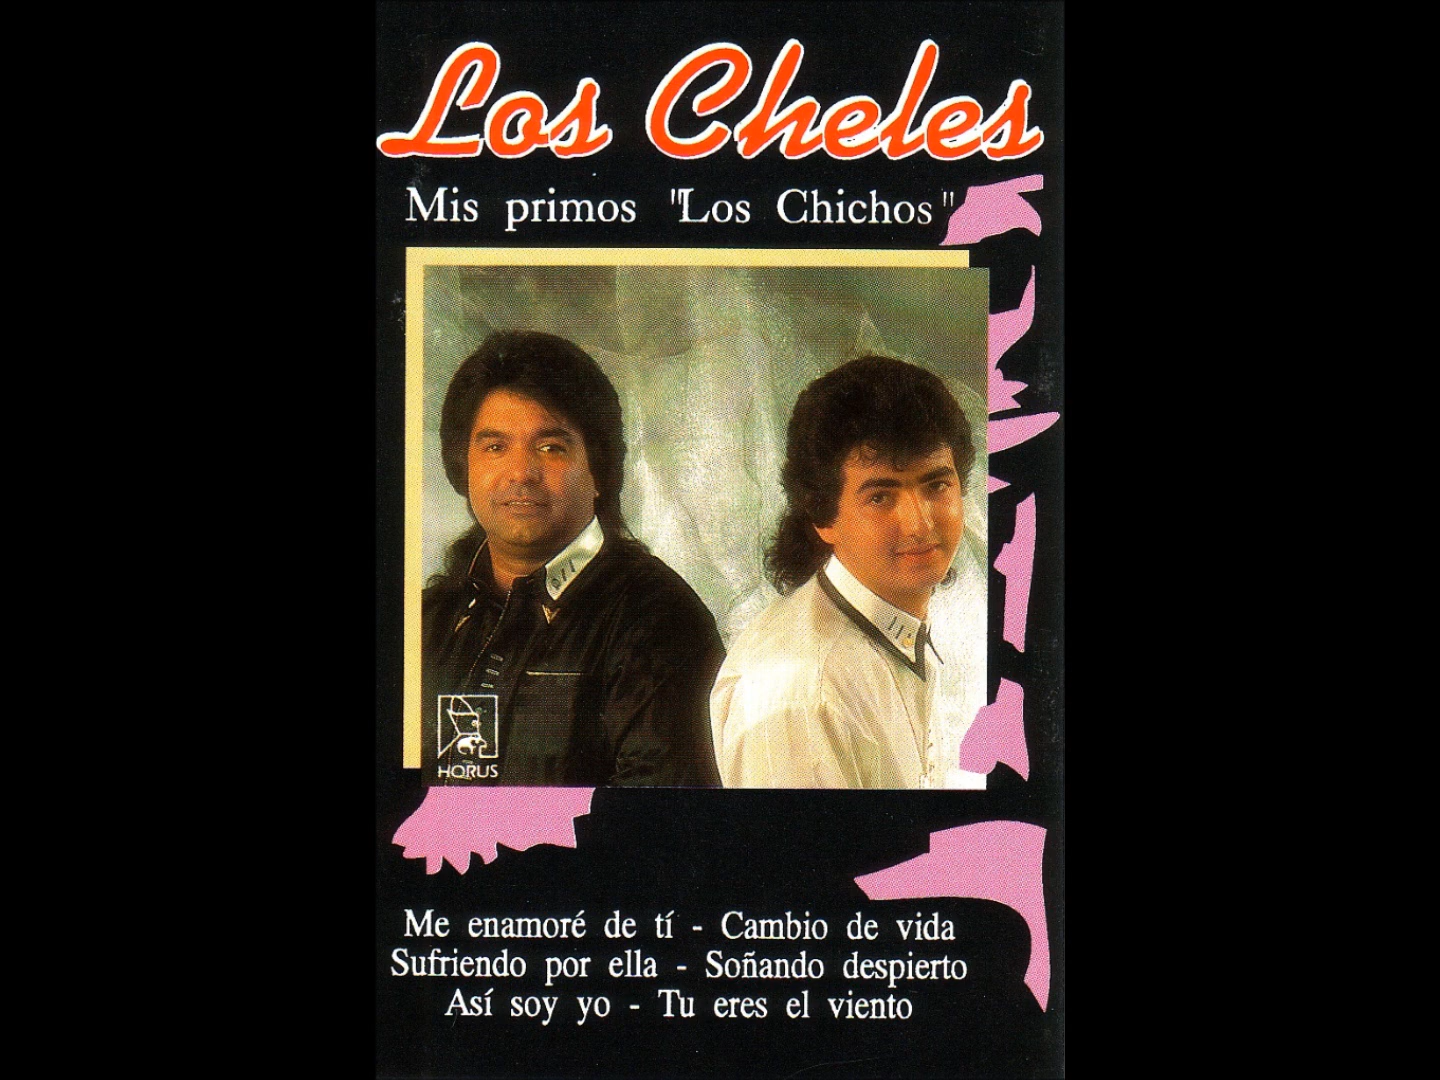 Los Cheles
Mis primos "Los Chichos"
HORUS
Me enamoré de tí - Cambio de vida
Sufriendo por ella - Soñando despierto
Así soy yo - Tu eres el viento